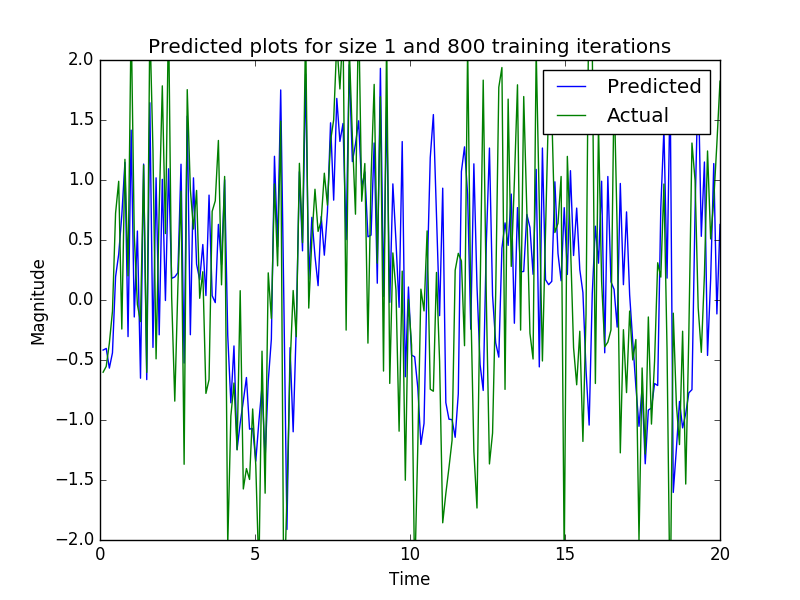 Predicted plots for size 1 and 800 training iterations
Predicted
Actual
2.0
1.5
1.0
0.5
0.0
−0.5
−1.0
−1.5
−2.0
Magnitude
0 5 10 15 20
Time